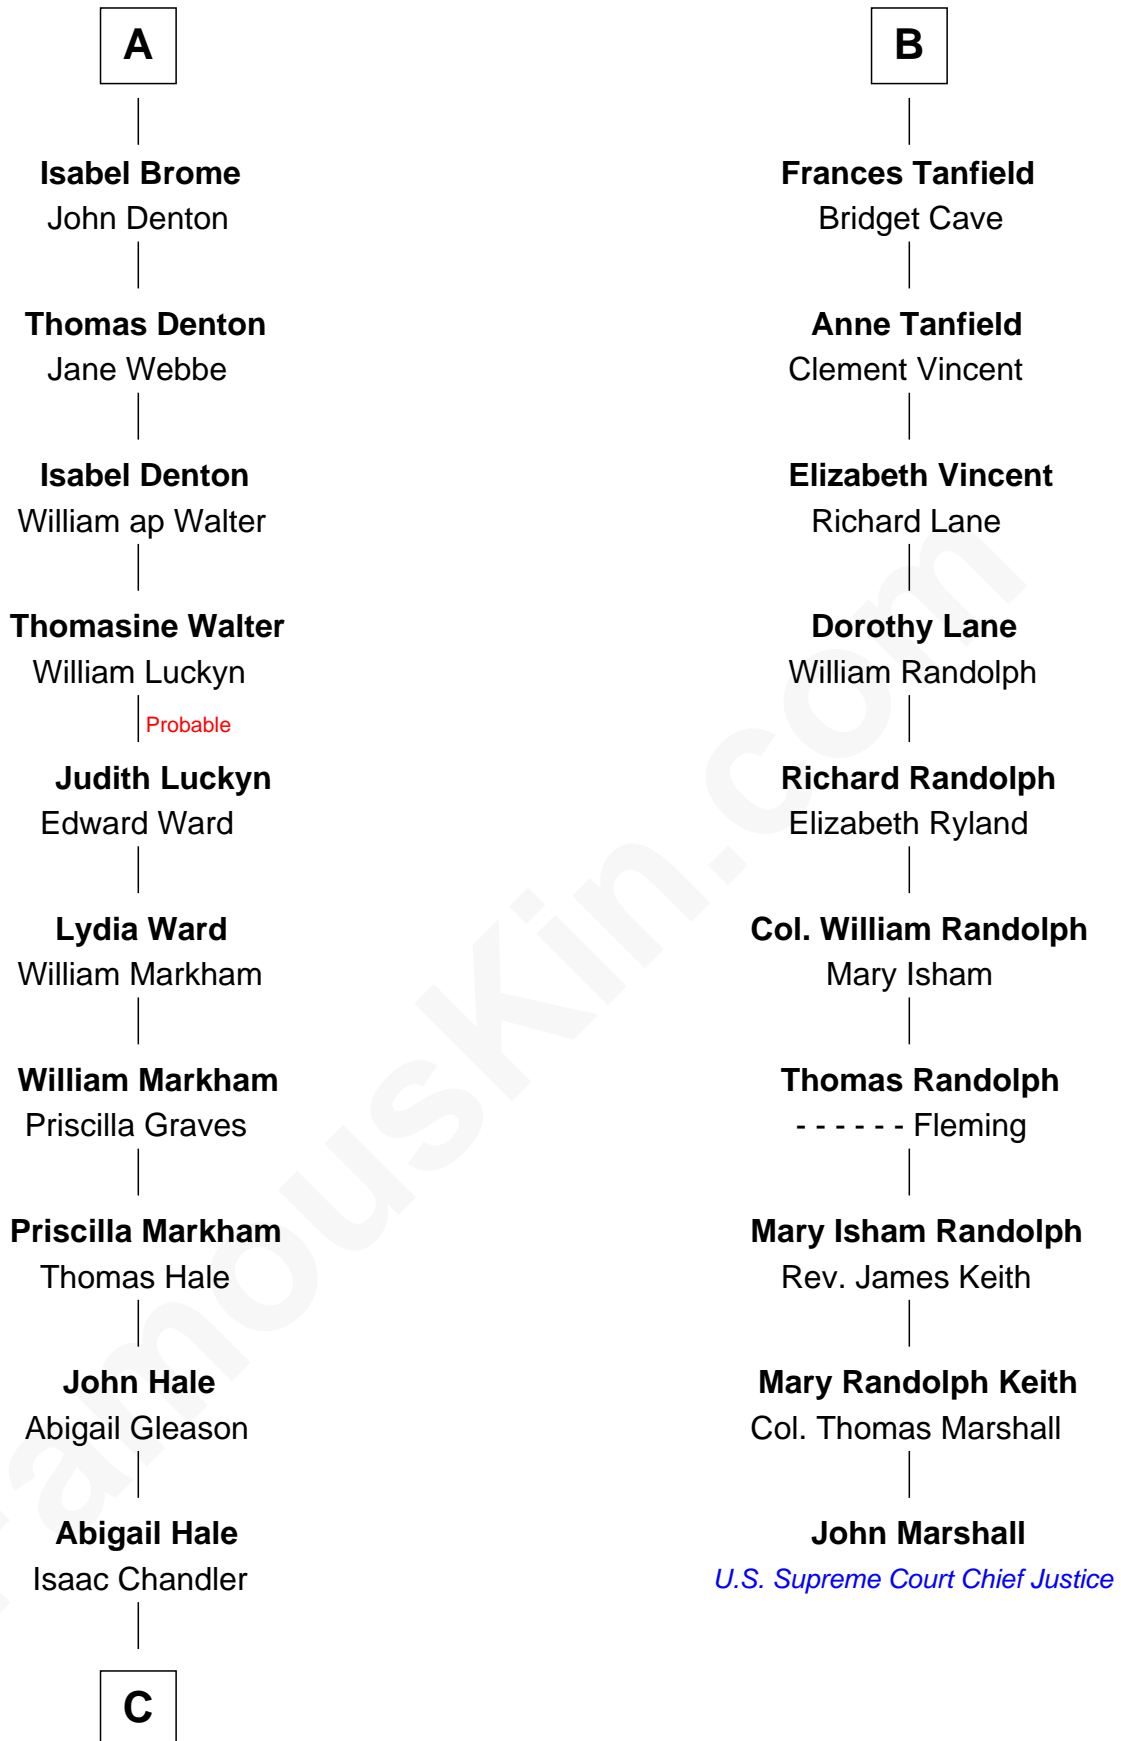 A
Isabel Brome
John Denton
Thomas Denton
Jane Webbe
Isabel Denton
William ap Walter
Thomasine Walter
William Luckyn
Probable
Judith Luckyn
Edward Ward
Lydia Ward
William Markham
William Markham
Priscilla Graves
Priscilla Markham
Thomas Hale
John Hale
Abigail Gleason
Abigail Hale
Isaac Chandler
C
B
Frances Tanfield
Bridget Cave
Anne Tanfield
Clement Vincent
Elizabeth Vincent
Richard Lane
Dorothy Lane
William Randolph
Richard Randolph
Elizabeth Ryland
Col. William Randolph
Mary Isham
Thomas Randolph
- - - - - - Fleming
Mary Isham Randolph
Rev. James Keith
Mary Randolph Keith
Col. Thomas Marshall
John Marshall
U.S. Supreme Court Chief Justice
FamousKin.com